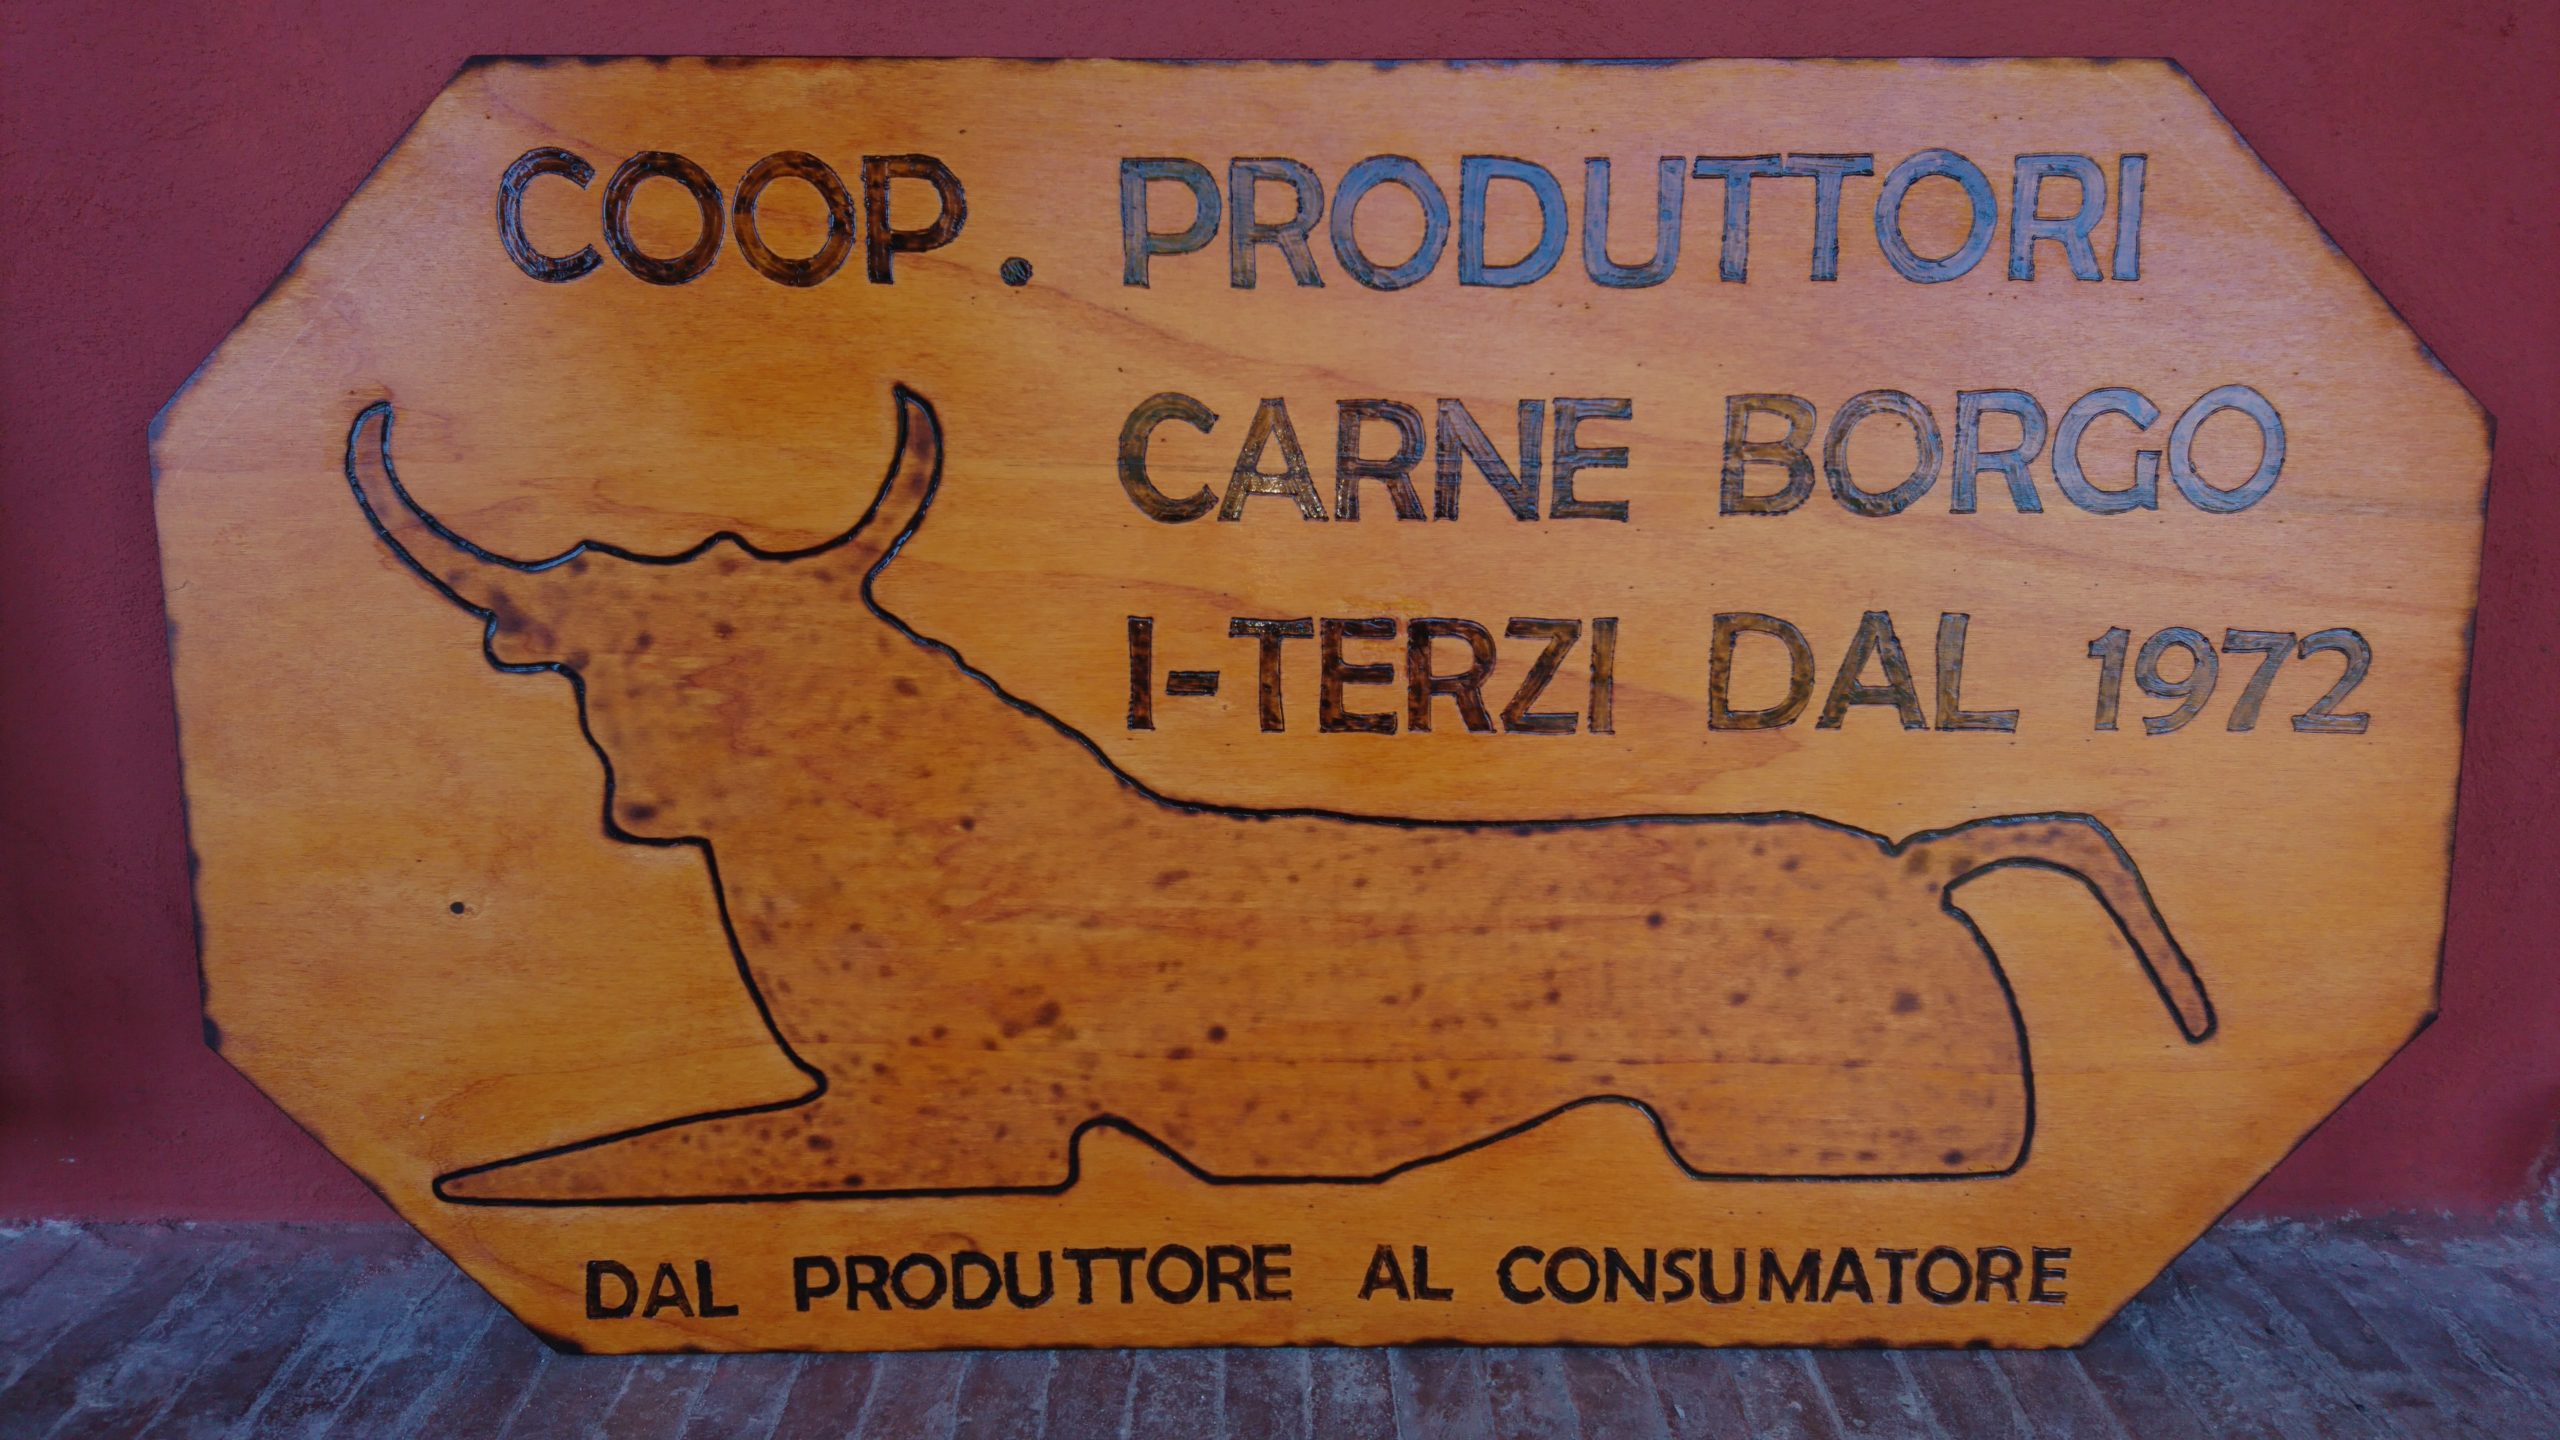 COOP. PRODUTTORI
CARNE BORGO
I-TERZI DAL 1972
DAL PRODUTTORE AL CONSUMATORE